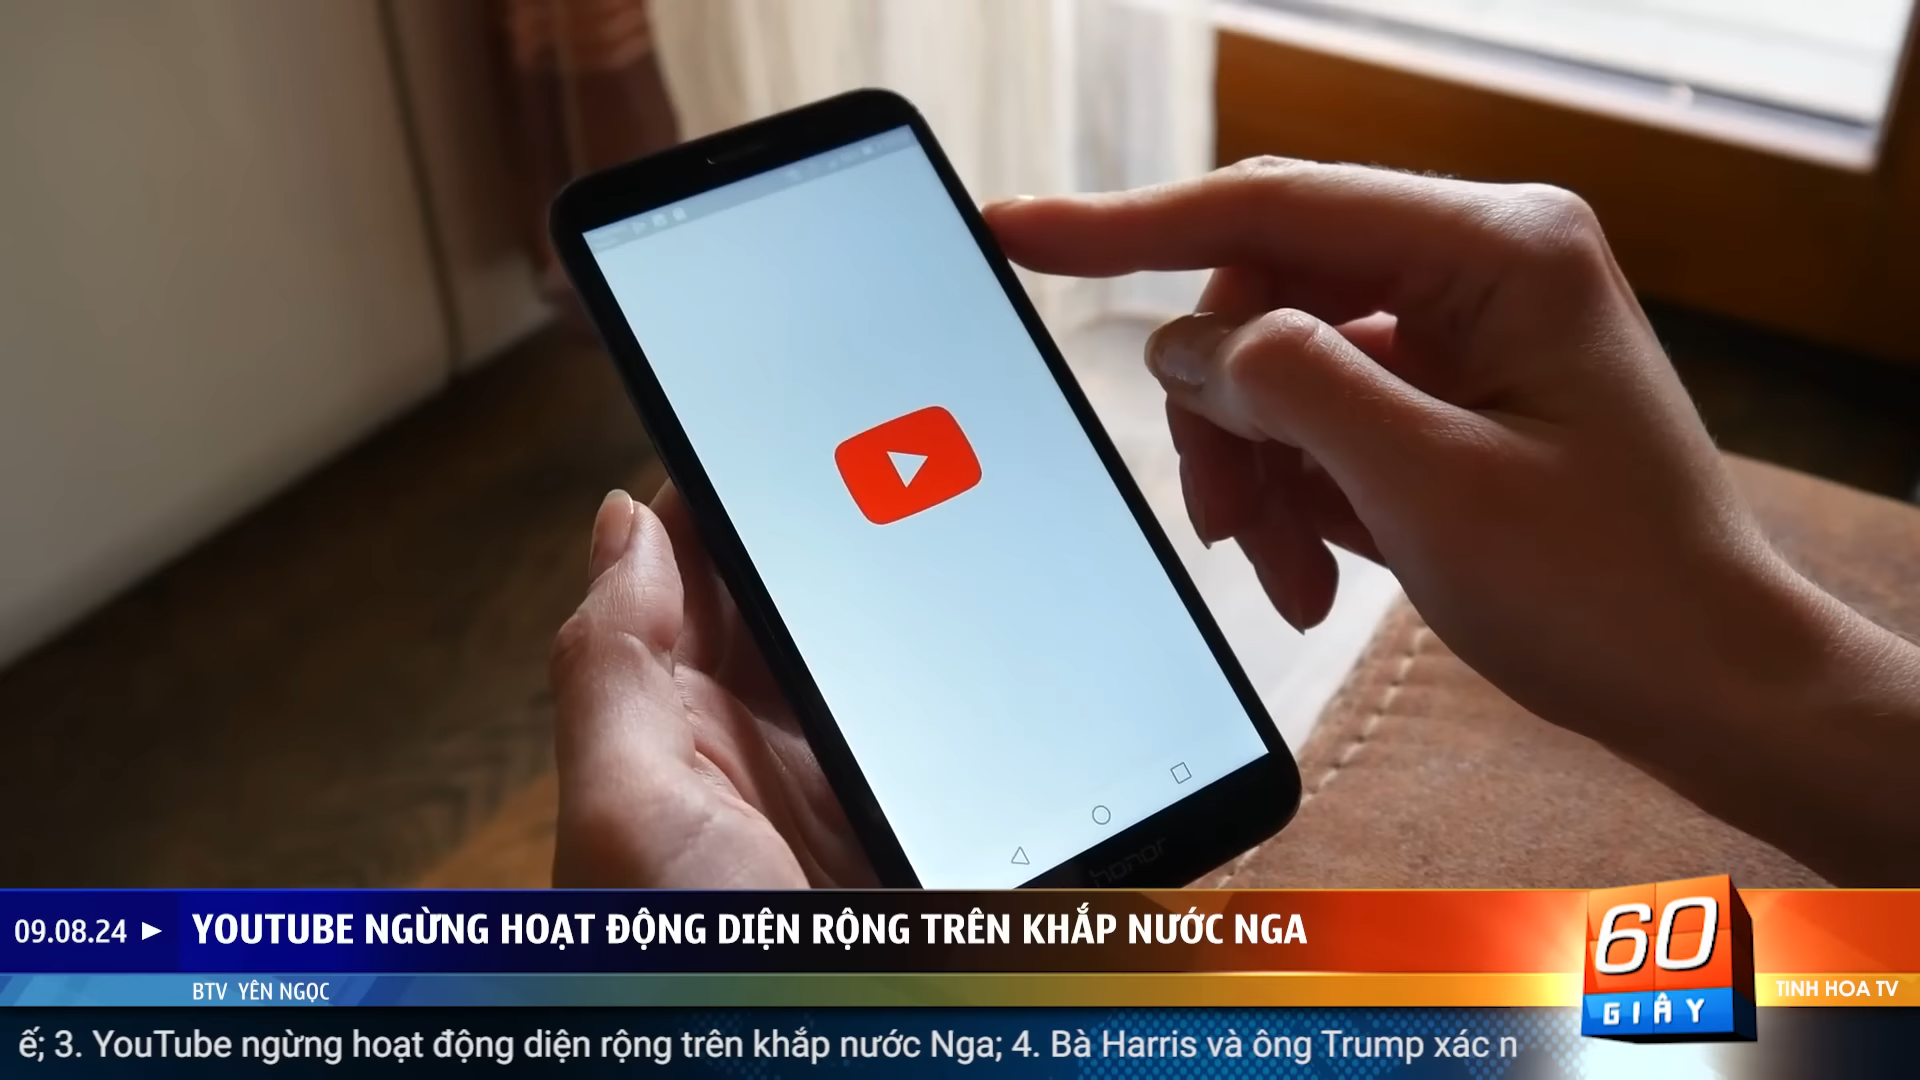 honor
09.08.24
YOUTUBE NGỪNG HOẠT ĐỘNG DIỆN RỘNG TRÊN KHẮP NƯỚC NGA
BTV YÊN NGỌC
60
GIÂY
TINH HOA TV
ế; 3. YouTube ngừng hoạt động diện rộng trên khắp nước Nga; 4. Bà Harris và ông Trump xác n